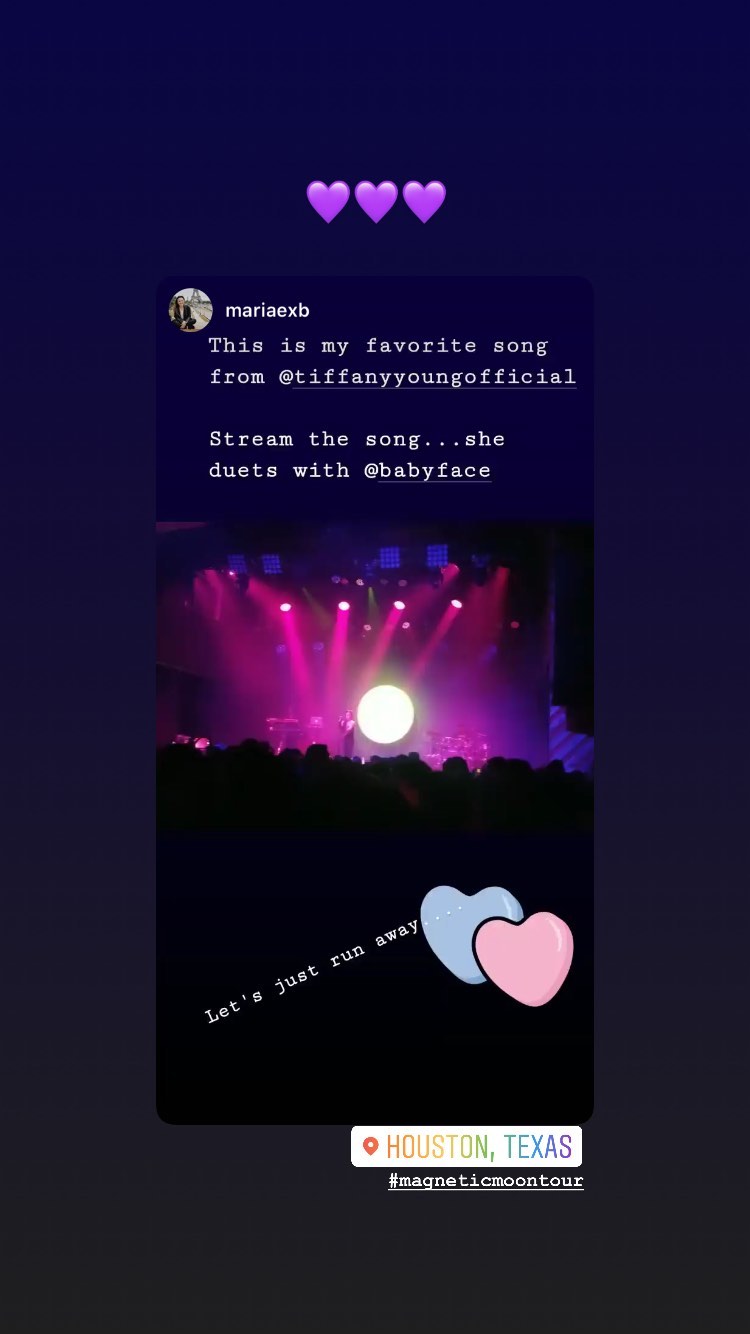 💜💜💜
mariaexb
This is my favorite song
from @tiffanyyoungofficial
Stream the song...she
duets with @babyface
Let's just run away.....
HOUSTON, TEXAS
#magneticmoontour